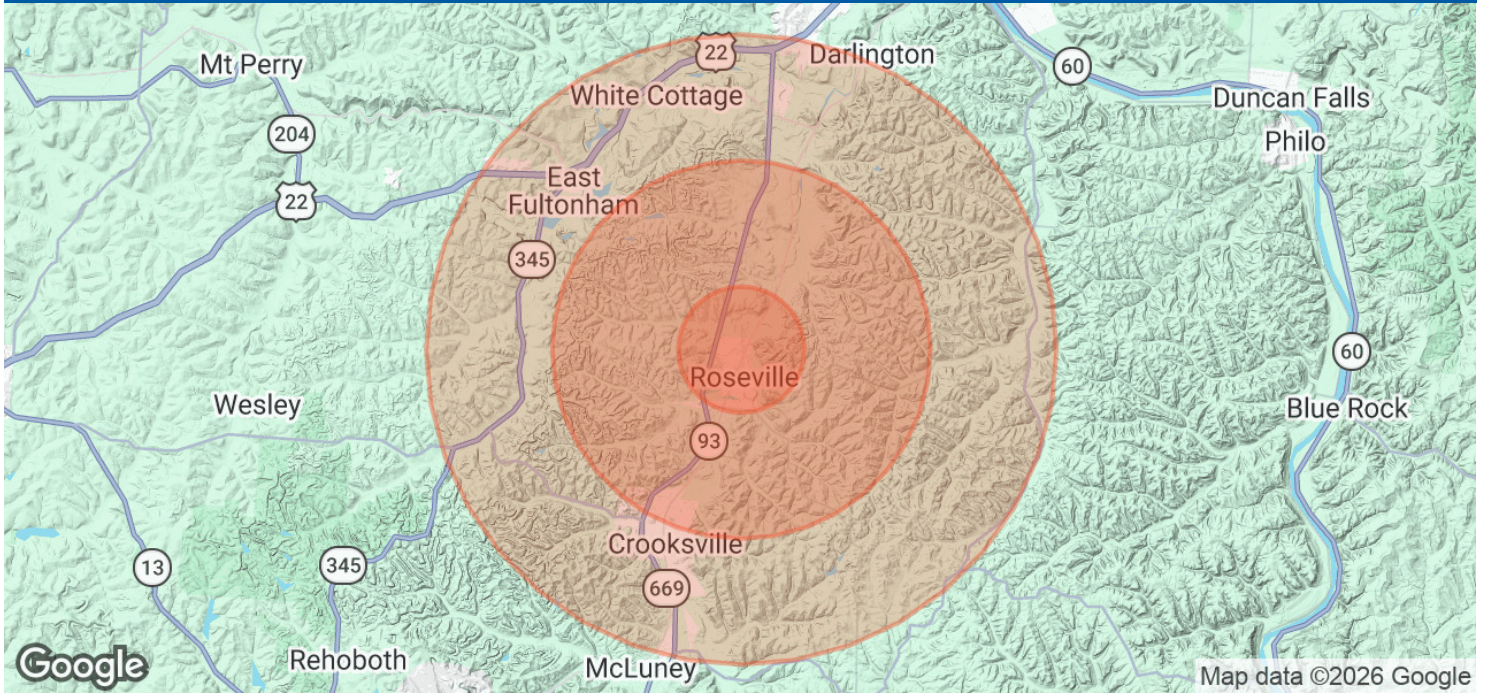 22
Darlington
Mt Perry
60
White Cottage
Duncan Falls
204
Philo
East
Fultonham
22
345
60
Roseville
Wesley
Blue Rock
93
Crooksville
13
345
669
Google
Rehoboth
McLuney
Map data ©2026 Google